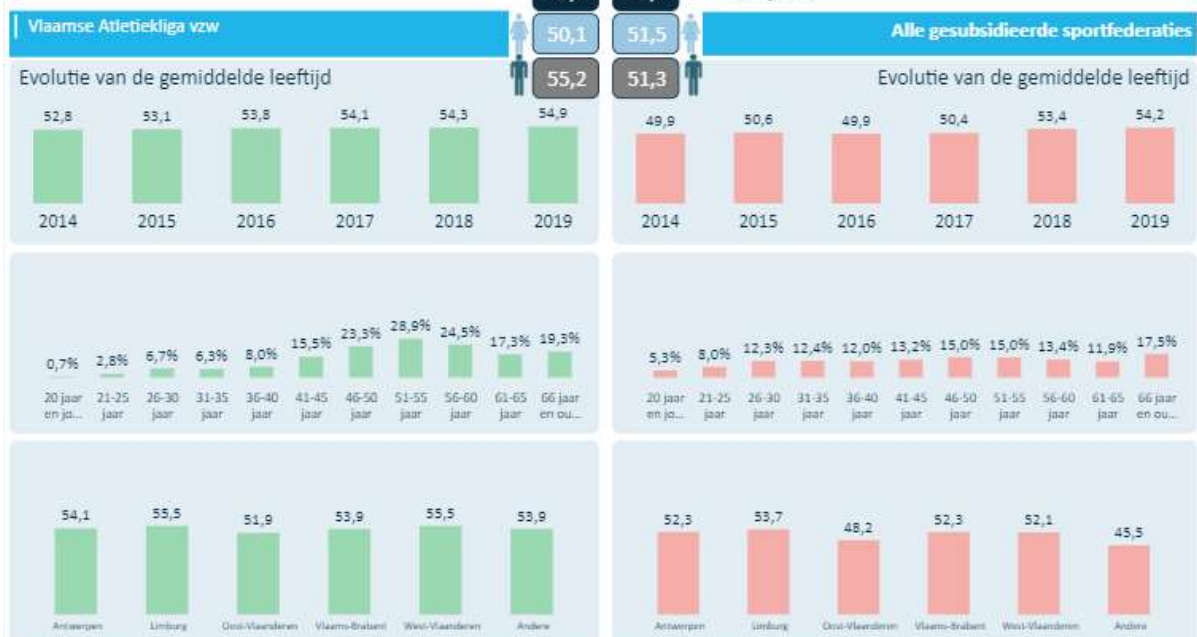 Vlaamse Atletiekliga vzw
50,1
51,5
Alle gesubsidieerde sportfederaties
Evolutie van de gemiddelde leeftijd
55,2
51,3
Evolutie van de gemiddelde leeftijd
52,8 53,1 53,8 54,1 54,3 54,9
2014 2015 2016 2017 2018 2019
49,9 50,6 49,9 50,4 53,4 54,2
2014 2015 2016 2017 2018 2019
0,7% 2,8% 6,7% 6,3% 8,0% 15,5% 23,3% 28,9% 24,5% 17,3% 19,3%
20 jaar 21-25 26-30 31-35 36-40 41-45 46-50 51-55 56-60 61-65 66 jaar
en jo... jaar jaar jaar jaar jaar jaar jaar jaar jaar en ou...
5,3% 8,0% 12,3% 12,4% 12,0% 13,2% 15,0% 15,0% 13,4% 11,9% 17,5%
20 jaar 21-25 26-30 31-35 36-40 41-45 46-50 51-55 56-60 61-65 66 jaar
en jo... jaar jaar jaar jaar jaar jaar jaar jaar jaar en ou...
54,1 55,5 51,9 53,9 55,5 53,9
Antwerpen Limburg Oost-Vlaanderen Vlaams-Brabant West-Vlaanderen Andere
52,3 53,7 48,2 52,3 52,1 45,5
Antwerpen Limburg Oost-Vlaanderen Vlaams-Brabant West-Vlaanderen Andere